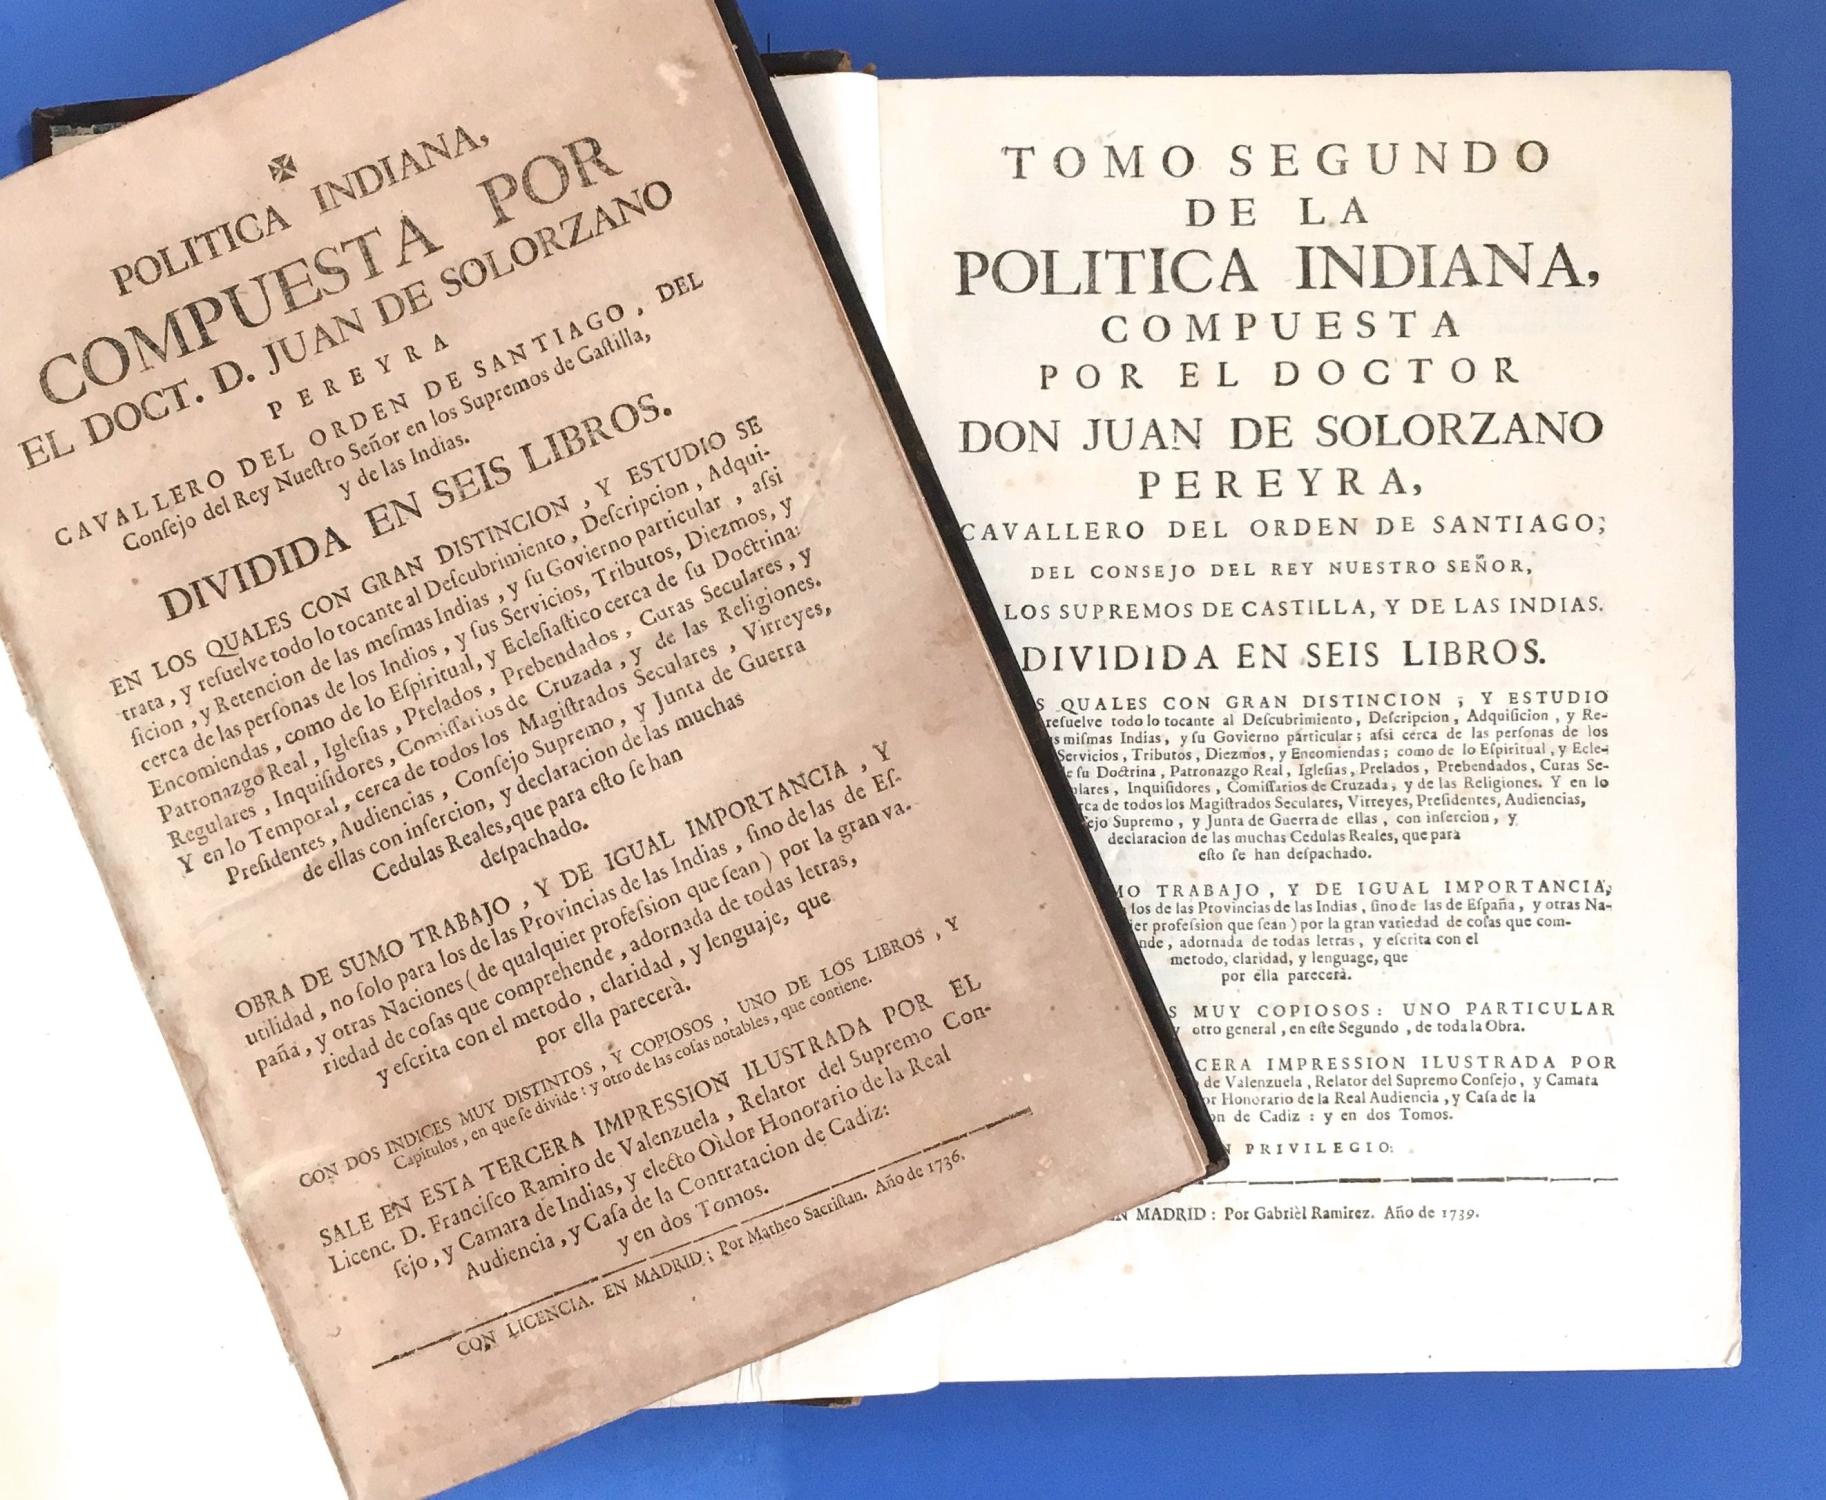 ✠
POLITICA INDIANA,
COMPUESTA POR
EL DOCT. D. JUAN DE SOLORZANO
PEREYRA
CAVALLERO DEL ORDEN DE SANTIAGO, DEL
Conſejo del Rey Nueſtro Señor en los Supremos de Caſtilla,
y de las Indias.
DIVIDIDA EN SEIS LIBROS.
EN LOS QUALES CON GRAN DISTINCION, Y ESTUDIO SE
trata, y reſuelve todo lo tocante al Deſcubrimiento, Deſcripcion, Adqui-
ſicion, y Retencion de las meſmas Indias, y ſu Govierno particular, aſsi
cerca de las perſonas de los Indios, y ſus Servicios, Tributos, Diezmos, y
Encomiendas, como de lo Eſpiritual, y Ecleſiaſtico cerca de ſu Doctrina:
Patronazgo Real, Igleſias, Prelados, Prebendados, Curas Seculares, y
Regulares, Inquiſidores, Comiſſarios de Cruzada, y de las Religiones.
Y en lo Temporal, cerca de todos los Magiſtrados Seculares, Virreyes,
Preſidentes, Audiencias, Conſejo Supremo, y Junta de Guerra
de ellas con inſercion, y declaracion de las muchas
Cedulas Reales, que para eſto ſe han
deſpachado.
OBRA DE SUMO TRABAJO, Y DE IGUAL IMPORTANCIA, Y
utilidad, no ſolo para los de las Provincias de las Indias, ſino de las de Eſ-
paña, y otras Naciones (de qualquier profeſsion que ſean) por la gran va-
riedad de coſas que comprehende, adornada de todas letras,
y eſcrita con el metodo, claridad, y lenguaje, que
por ella parecerà.
CON DOS INDICES MUY DISTINTOS, Y COPIOSOS, UNO DE LOS LIBROS, Y
Capitulos, en que ſe divide: y otro de las coſas notables, que contiene.
SALE EN ESTA TERCERA IMPRESSION ILUSTRADA POR EL
Licenc. D. Franciſco Ramiro de Valenzuela, Relator del Supremo Con-
ſejo, y Camara de Indias, y electo Oìdor Honorario de la Real
Audiencia, y Caſa de la Contratacion de Cadiz:
y en dos Tomos.
CON LICENCIA. EN MADRID; Por Matheo Sacriſtan. Año de 1736.
TOMO SEGUNDO
DE LA
POLITICA INDIANA,
COMPUESTA
POR EL DOCTOR
DON JUAN DE SOLORZANO
PEREYRA,
CAVALLERO DEL ORDEN DE SANTIAGO;
DEL CONSEJO DEL REY NUESTRO SEÑOR,
LOS SUPREMOS DE CASTILLA, Y DE LAS INDIAS.
DIVIDIDA EN SEIS LIBROS.
S QUALES CON GRAN DISTINCION, Y ESTUDIO
reſuelve todo lo tocante al Deſcubrimiento, Deſcripcion, Adquiſicion, y Re-
s miſmas Indias, y ſu Govierno particular; aſsi cerca de las perſonas de los
Servicios, Tributos, Diezmos, y Encomiendas; como de lo Eſpiritual, y Ecle-
e ſu Doctrina, Patronazgo Real, Igleſias, Prelados, Prebendados, Curas Se-
lares, Inquiſidores, Comiſſarios de Cruzada, y de las Religiones. Y en lo
rca de todos los Magiſtrados Seculares, Virreyes, Preſidentes, Audiencias,
ejo Supremo, y Junta de Guerra de ellas, con inſercion, y
declaracion de las muchas Cedulas Reales, que para
eſto ſe han deſpachado.
MO TRABAJO, Y DE IGUAL IMPORTANCIA,
los de las Provincias de las Indias, ſino de las de Eſpaña, y otras Na-
ier profeſsion que ſean) por la gran variedad de coſas que com-
nde, adornada de todas letras, y eſcrita con el
metodo, claridad, y lenguage, que
por ella parecerà.
S MUY COPIOSOS: UNO PARTICULAR
y otro general, en eſte Segundo, de toda la Obra.
CERA IMPRESSION ILUSTRADA POR
de Valenzuela, Relator del Supremo Conſejo, y Camara
or Honorario de la Real Audiencia, y Caſa de la
on de Cadiz: y en dos Tomos.
N PRIVILEGIO:
EN MADRID: Por Gabrièl Ramirez. Año de 1739.